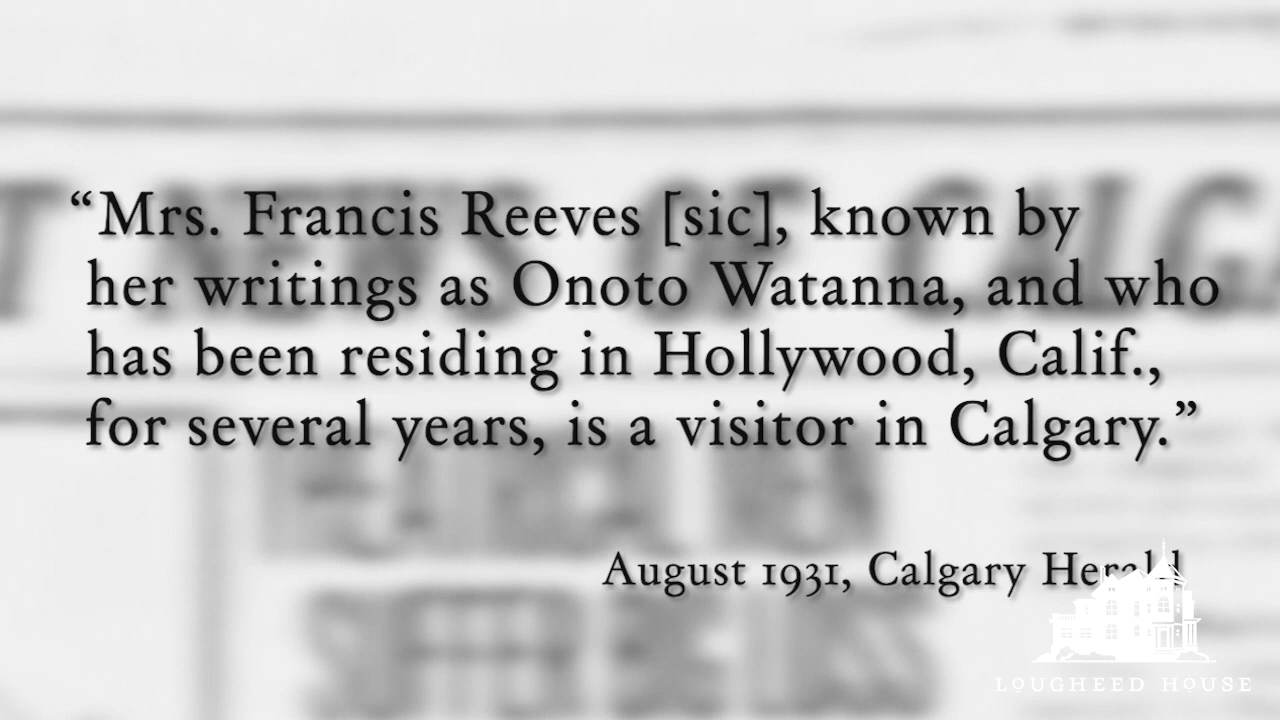 “Mrs. Francis Reeves [sic], known by
her writings as Onoto Watanna, and who
has been residing in Hollywood, Calif.,
for several years, is a visitor in Calgary.”
August 1931, Calgary Herald
LOUGHEED HOUSE